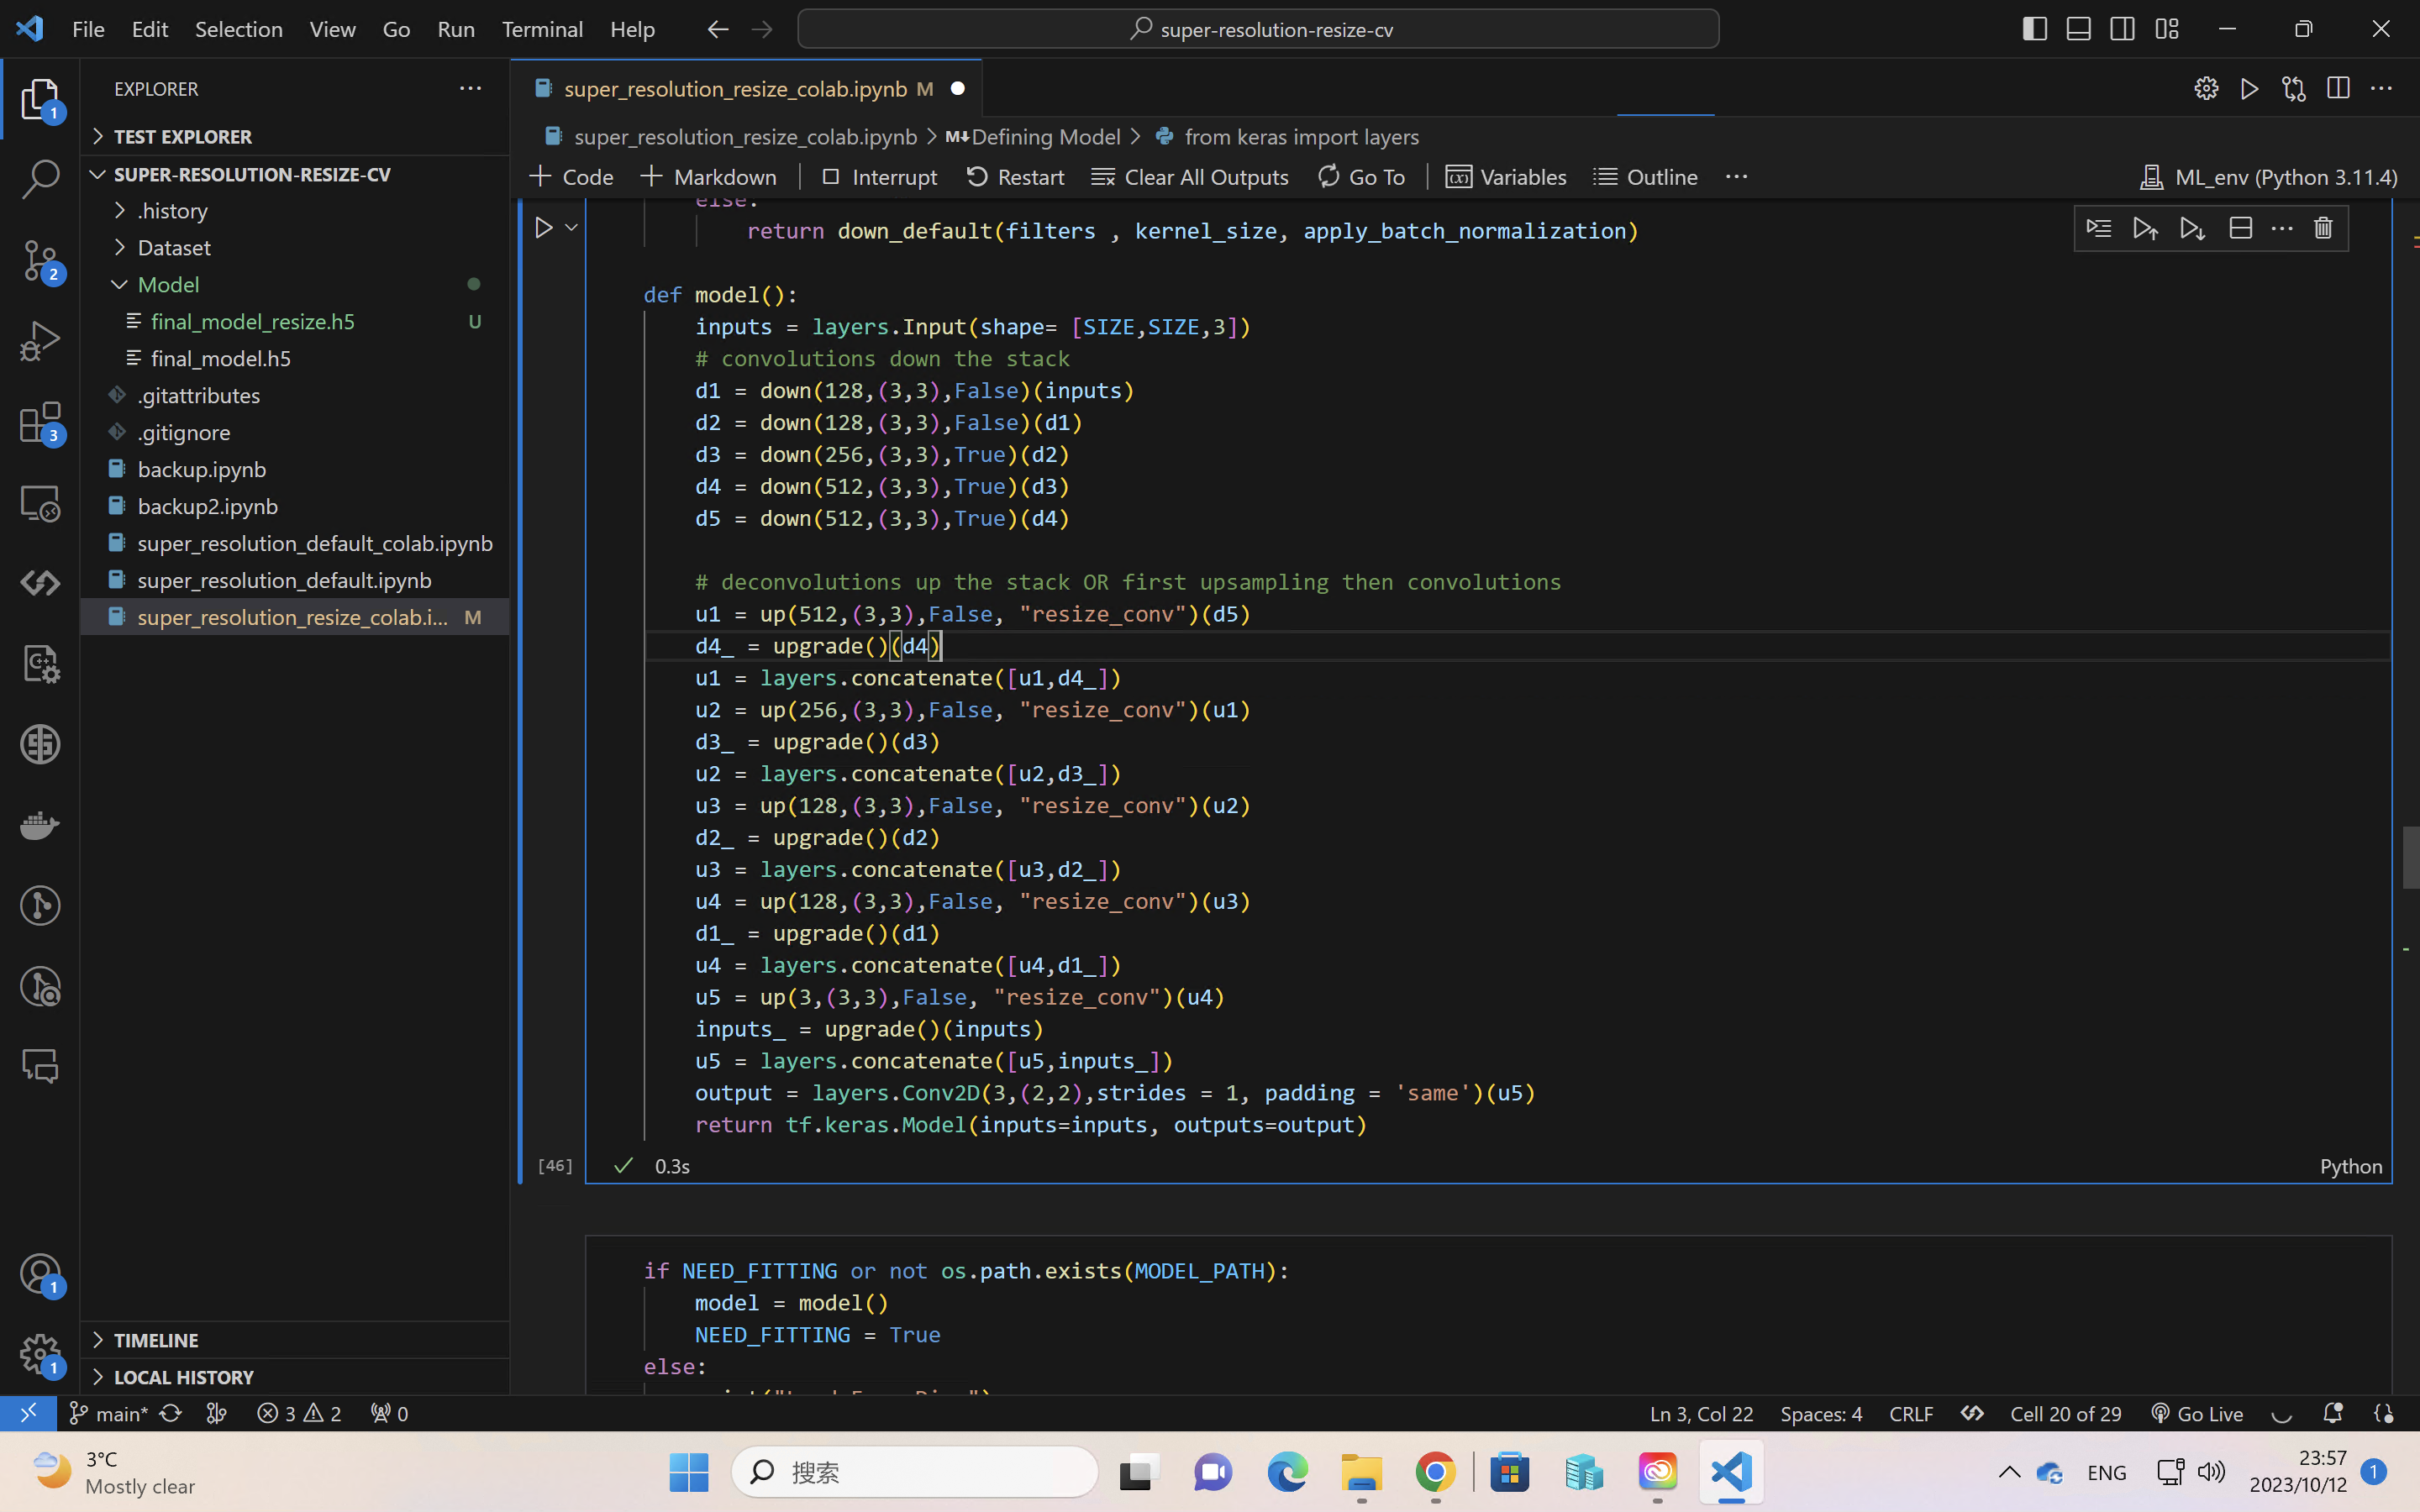 File Edit Selection View Go Run Terminal Help
super-resolution-resize-cv
EXPLORER
TEST EXPLORER
SUPER-RESOLUTION-RESIZE-CV
.history
Dataset
Model
final_model_resize.h5 U
final_model.h5
.gitattributes
.gitignore
backup.ipynb
backup2.ipynb
super_resolution_default_colab.ipynb
super_resolution_default.ipynb
super_resolution_resize_colab.i... M
TIMELINE
LOCAL HISTORY
1
2
3
1
1
super_resolution_resize_colab.ipynb M
super_resolution_resize_colab.ipynb > M↓Defining Model > from keras import layers
Code Markdown Interrupt Restart Clear All Outputs Go To Variables Outline ... ML_env (Python 3.11.4)
else:
return down_default(filters , kernel_size, apply_batch_normalization)
def model():
inputs = layers.Input(shape= [SIZE,SIZE,3])
# convolutions down the stack
d1 = down(128,(3,3),False)(inputs)
d2 = down(128,(3,3),False)(d1)
d3 = down(256,(3,3),True)(d2)
d4 = down(512,(3,3),True)(d3)
d5 = down(512,(3,3),True)(d4)
# deconvolutions up the stack OR first upsampling then convolutions
u1 = up(512,(3,3),False, "resize_conv")(d5)
d4_ = upgrade()(d4)
u1 = layers.concatenate([u1,d4_])
u2 = up(256,(3,3),False, "resize_conv")(u1)
d3_ = upgrade()(d3)
u2 = layers.concatenate([u2,d3_])
u3 = up(128,(3,3),False, "resize_conv")(u2)
d2_ = upgrade()(d2)
u3 = layers.concatenate([u3,d2_])
u4 = up(128,(3,3),False, "resize_conv")(u3)
d1_ = upgrade()(d1)
u4 = layers.concatenate([u4,d1_])
u5 = up(3,(3,3),False, "resize_conv")(u4)
inputs_ = upgrade()(inputs)
u5 = layers.concatenate([u5,inputs_])
output = layers.Conv2D(3,(2,2),strides = 1, padding = 'same')(u5)
return tf.keras.Model(inputs=inputs, outputs=output)
[46] 0.3s Python
if NEED_FITTING or not os.path.exists(MODEL_PATH):
model = model()
NEED_FITTING = True
else:
main* 3 2 0 Ln 3, Col 22 Spaces: 4 CRLF Cell 20 of 29 Go Live
3°C
Mostly clear
搜索
ENG
23:57
2023/10/12
1